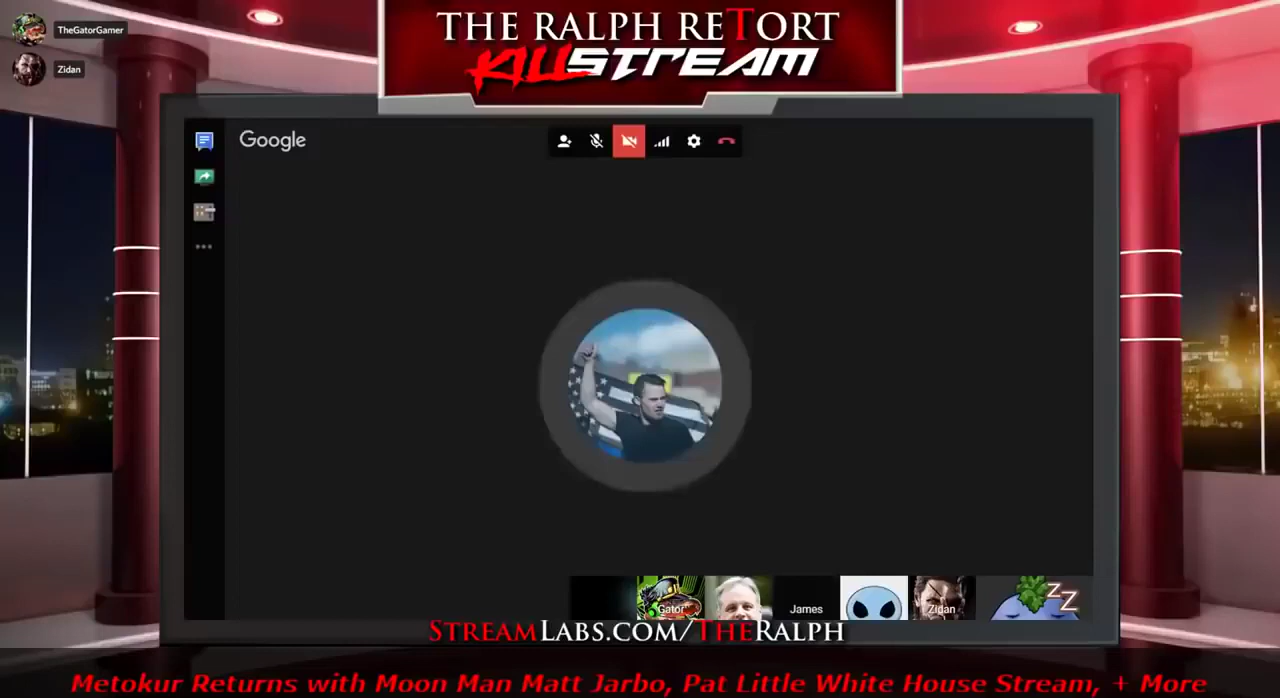 TheGatorGamer
Zidan
THE RALPH RETORT
KILLSTREAM
Google
Gator
James
Zidan
Z
Z
STREAMLABS.COM/THERALPH
Metokur Returns with Moon Man Matt Jarbo, Pat Little White House Stream, + More